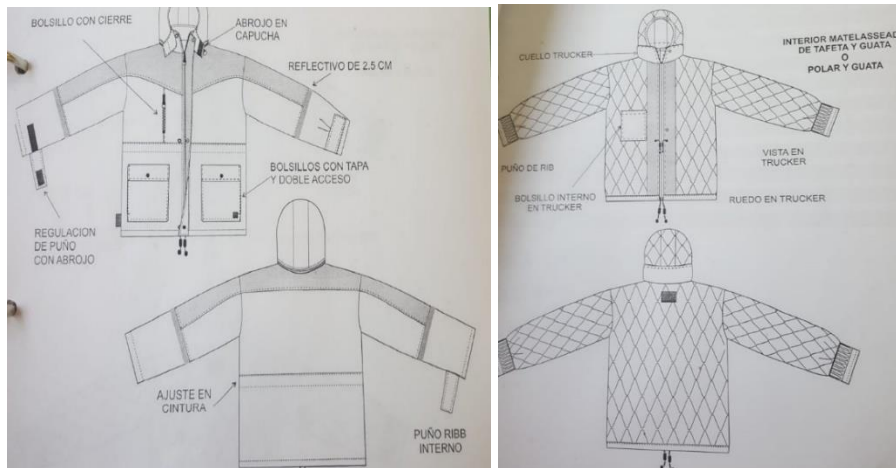 BOLSILLO CON CIERRE
ABROJO EN
CAPUCHA
REFLECTIVO DE 2.5 CM
BOLSILLOS CON TAPA
Y DOBLE ACCESO
REGULACION
DE PUÑO
CON ABROJO
AJUSTE EN
CINTURA
PUÑO RIBB
INTERNO
CUELLO TRUCKER
INTERIOR MATELASSEAD
DE TAFETA Y GUATA
O
POLAR Y GUATA
PUÑO DE RIB
VISTA EN
TRUCKER
BOLSILLO INTERNO
EN TRUCKER
RUEDO EN TRUCKER